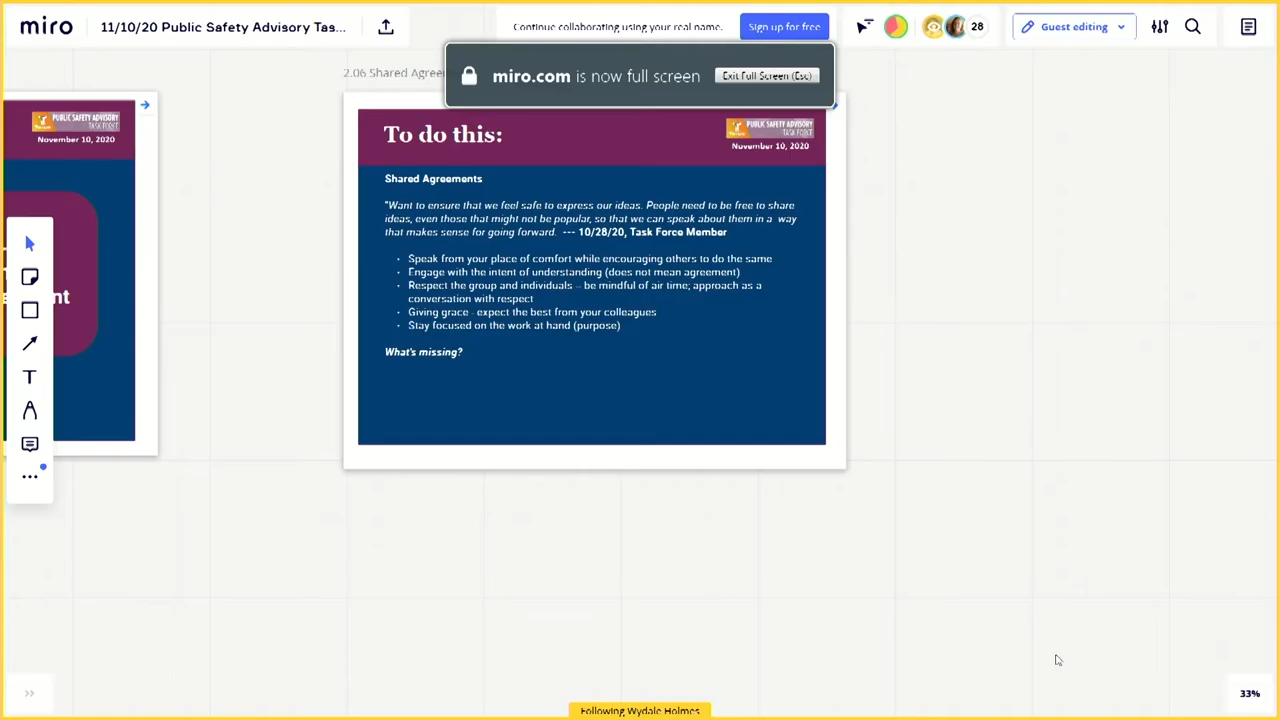 miro
11/10/20 Public Safety Advisory Tas...
Continue collaborating using your real name.
Sign up for free
28
Guest editing
miro.com is now full screen
Exit Full Screen (Esc)
2.06 Shared Agree
PUBLIC SAFETY ADVISORY
TASK FORCE
November 10, 2020
nt
To do this:
PUBLIC SAFETY ADVISORY
TASK FORCE
November 10, 2020
Shared Agreements
"Want to ensure that we feel safe to express our ideas. People need to be free to share
ideas, even those that might not be popular, so that we can speak about them in a way
that makes sense for going forward. --- 10/28/20, Task Force Member
· Speak from your place of comfort while encouraging others to do the same
· Engage with the intent of understanding (does not mean agreement)
· Respect the group and individuals – be mindful of air time; approach as a
conversation with respect
· Giving grace - expect the best from your colleagues
· Stay focused on the work at hand (purpose)
What's missing?
33%
Following Wydale Holmes